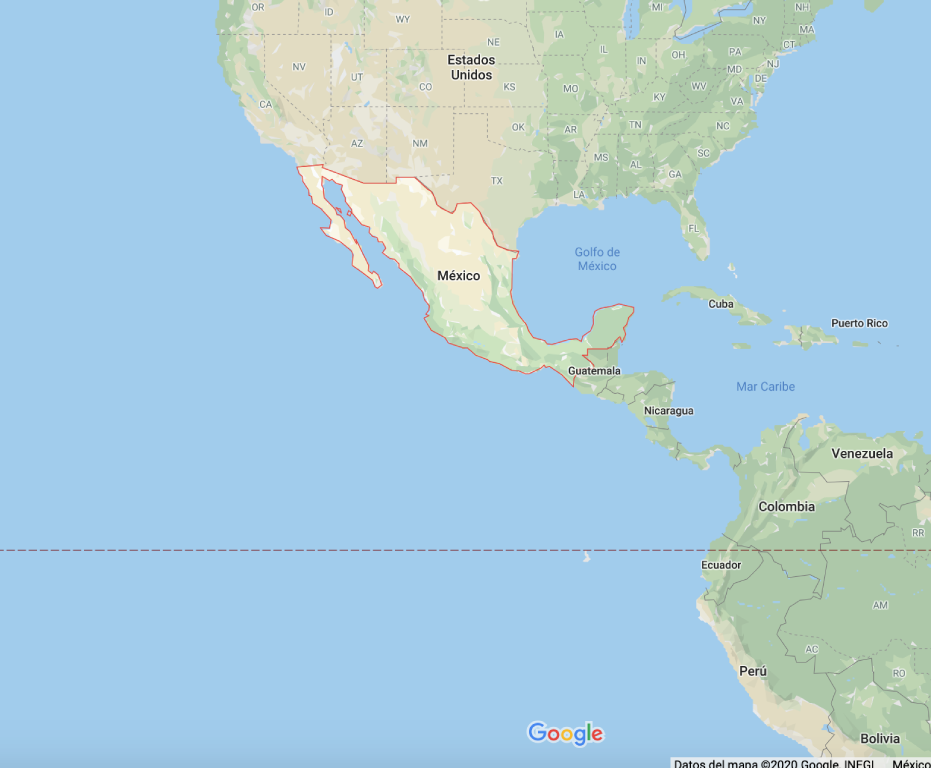 OR
ID
WY
MI
NY
NH
MA
CT
IA
NE
IL
IN
OH
PA
NJ
MD
DE
NV
UT
CO
Estados
Unidos
KS
MO
KY
WV
VA
CA
AZ
NM
OK
AR
TN
NC
MS
AL
SC
GA
TX
LA
FL
Golfo de
México
México
Cuba
Puerto Rico
Guatemala
Mar Caribe
Nicaragua
Venezuela
Colombia
RR
Ecuador
AM
AC
Perú
RO
Bolivia
Google
Datos del mapa ©2020 Google, INEGI México